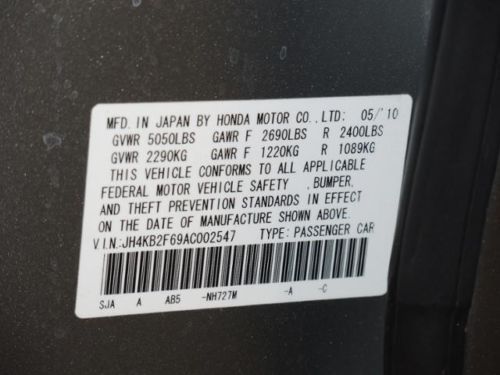 MFD. IN JAPAN BY HONDA MOTOR CO.,LTD: 05/'10
GVWR 5050LBS GAWR F 2690LBS R 2400LBS
GVWR 2290KG GAWR F 1220KG R 1089KG
THIS VEHICLE CONFORMS TO ALL APPLICABLE
FEDERAL MOTOR VEHICLE SAFETY ,BUMPER,
AND THEFT PREVENTION STANDARDS IN EFFECT
ON THE DATE OF MANUFACTURE SHOWN ABOVE.
V.I.N:JH4KB2F69AC002547 TYPE: PASSENGER CAR
SJA A AB5 -NH727M -A -C